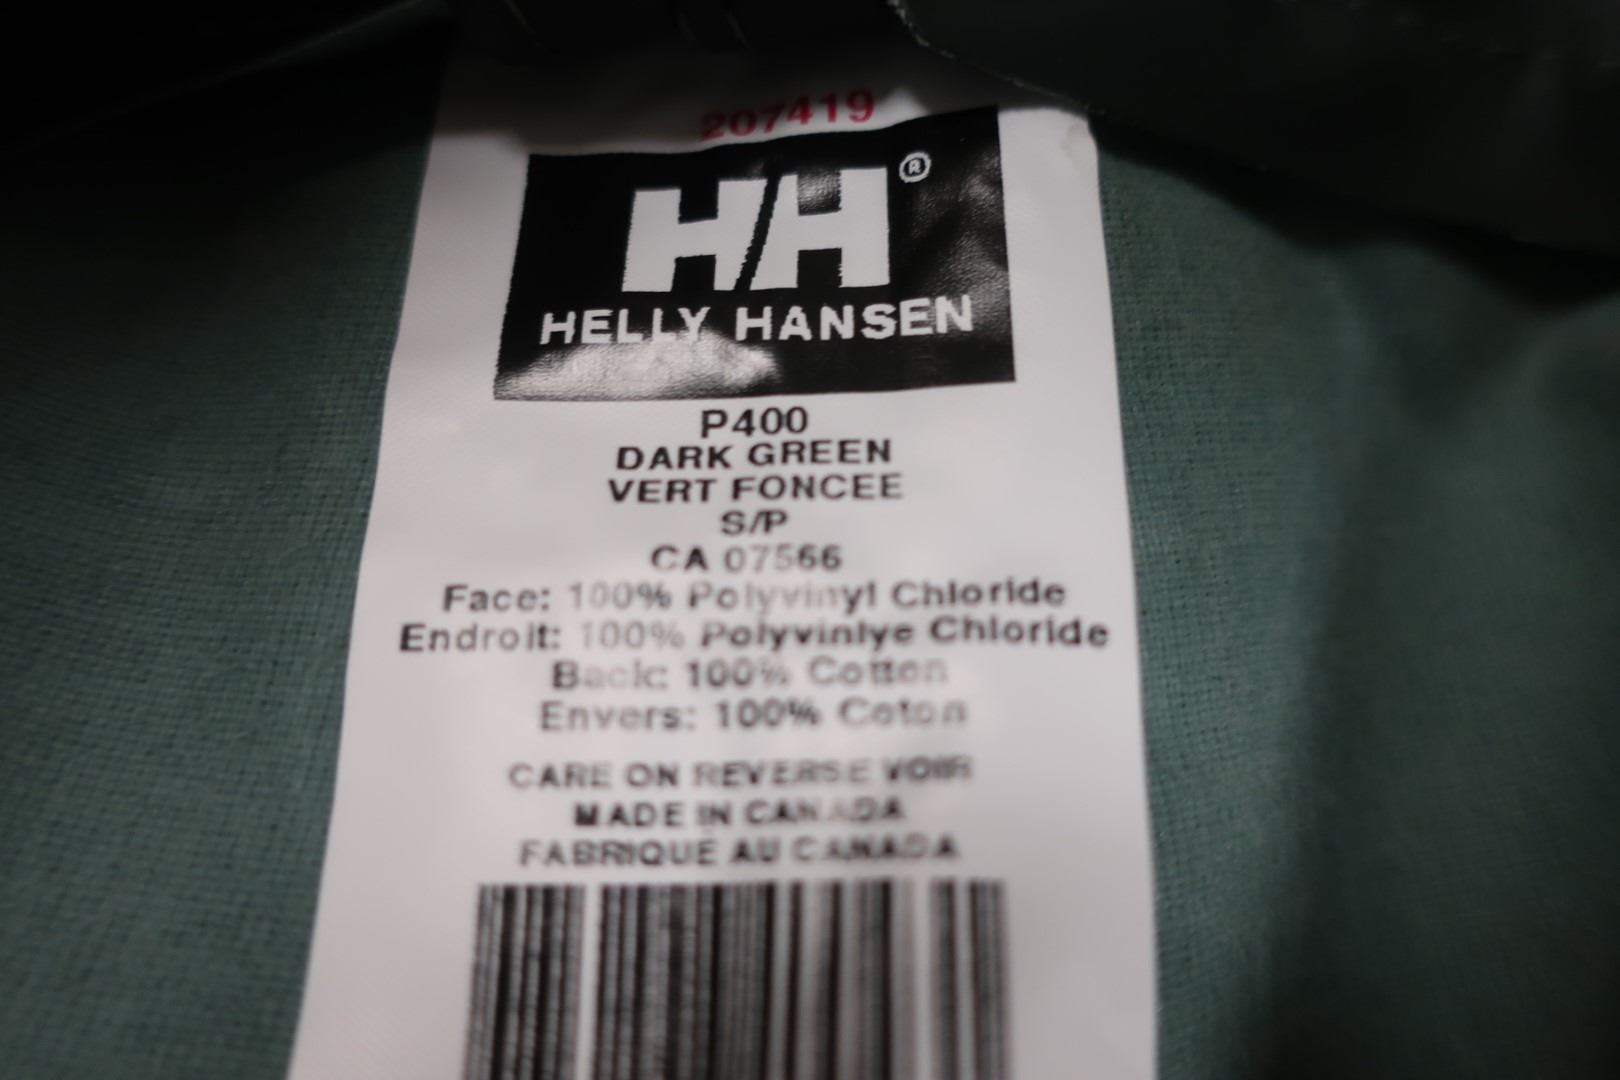 207419
HH®
HELLY HANSEN
P400
DARK GREEN
VERT FONCEE
S/P
CA 07566
Face: 100% Polyvinyl Chloride
Endroit: 100% Polyvinlye Chloride
Back: 100% Cotton
Envers: 100% Coton
CARE ON REVERSE VOIR
MADE IN CANADA
FABRIQUE AU CANADA